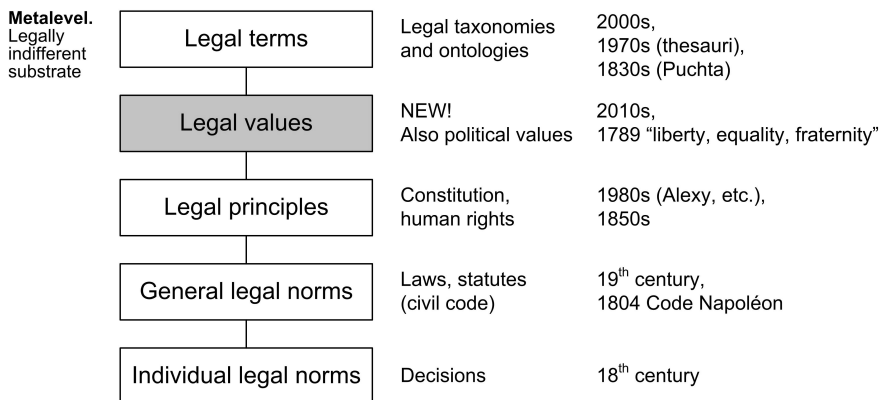 Metalevel.
Legally
indifferent
substrate
Legal terms
Legal taxonomies
and ontologies
2000s,
1970s (thesauri),
1830s (Puchta)
Legal values
NEW!
Also political values
2010s,
1789 “liberty, equality, fraternity”
Legal principles
Constitution,
human rights
1980s (Alexy, etc.),
1850s
General legal norms
Laws, statutes
(civil code)
19th century,
1804 Code Napoléon
Individual legal norms
Decisions
18th century